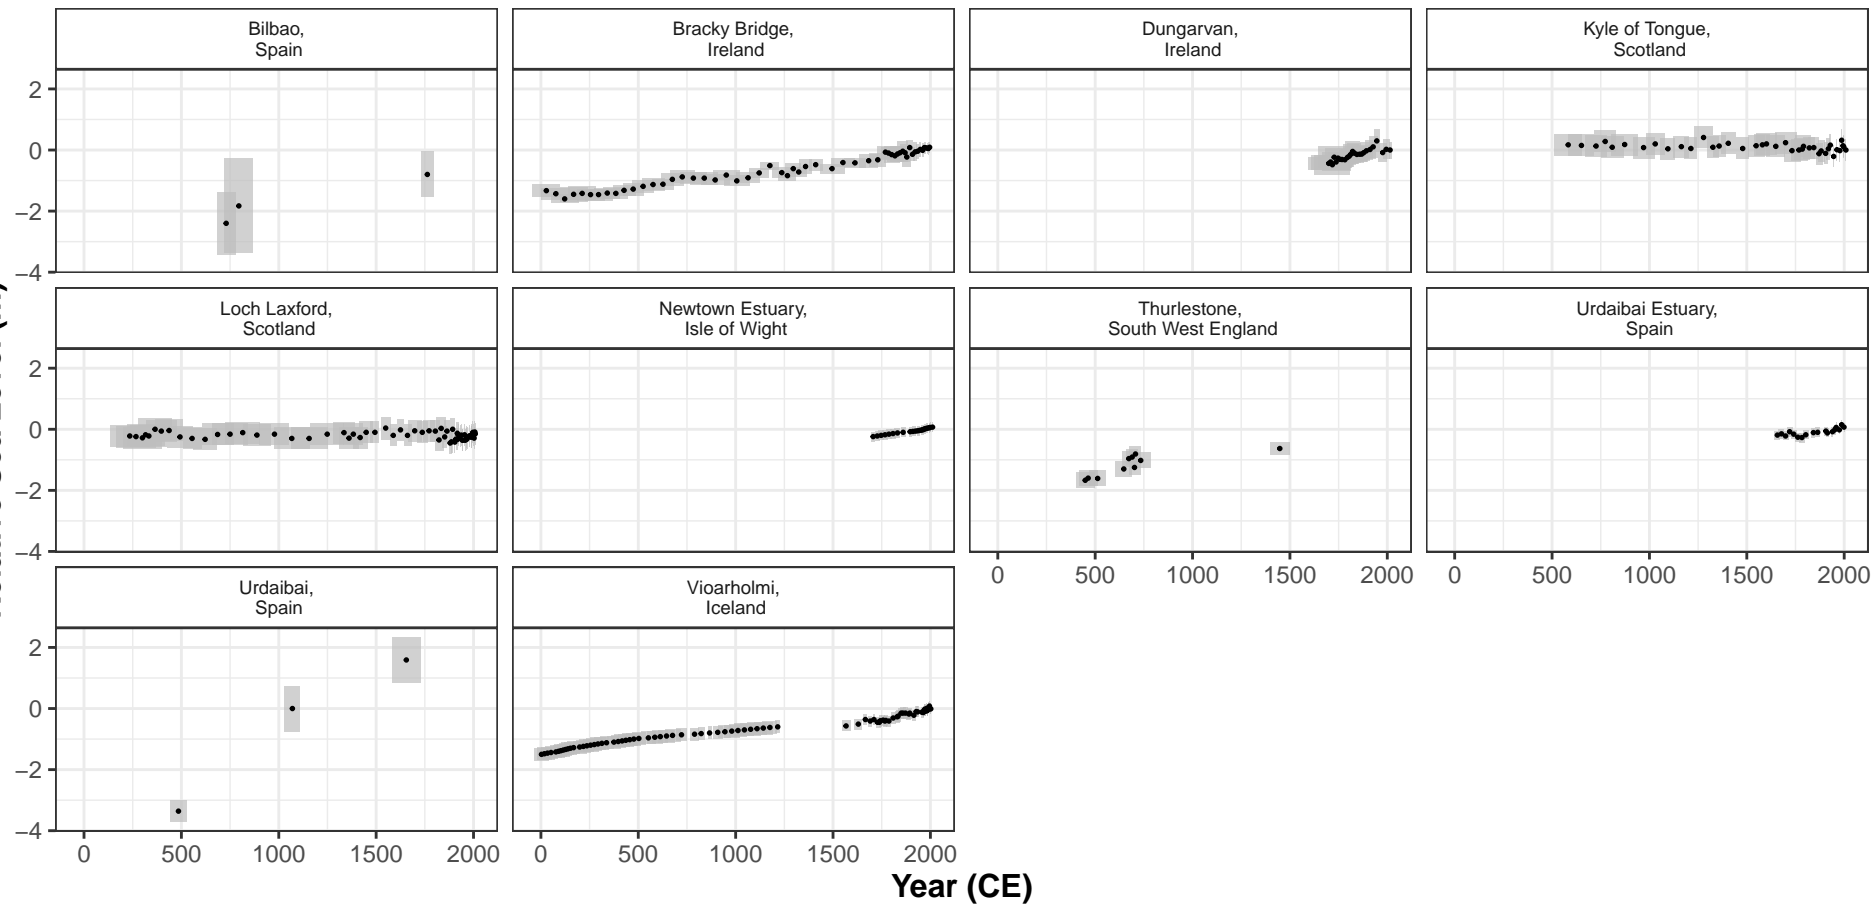 Bilbao,
Spain
Bracky Bridge,
Ireland
Dungarvan,
Ireland
Kyle of Tongue,
Scotland
2
0
−2
−4
Loch Laxford,
Scotland
Newtown Estuary,
Isle of Wight
Thurlestone,
South West England
Urdaibai Estuary,
Spain
2
0
−2
−4
0 500 1000 1500 2000
0 500 1000 1500 2000
Urdaibai,
Spain
Vioarholmi,
Iceland
2
0
−2
−4
0 500 1000 1500 2000
0 500 1000 1500 2000
Year (CE)